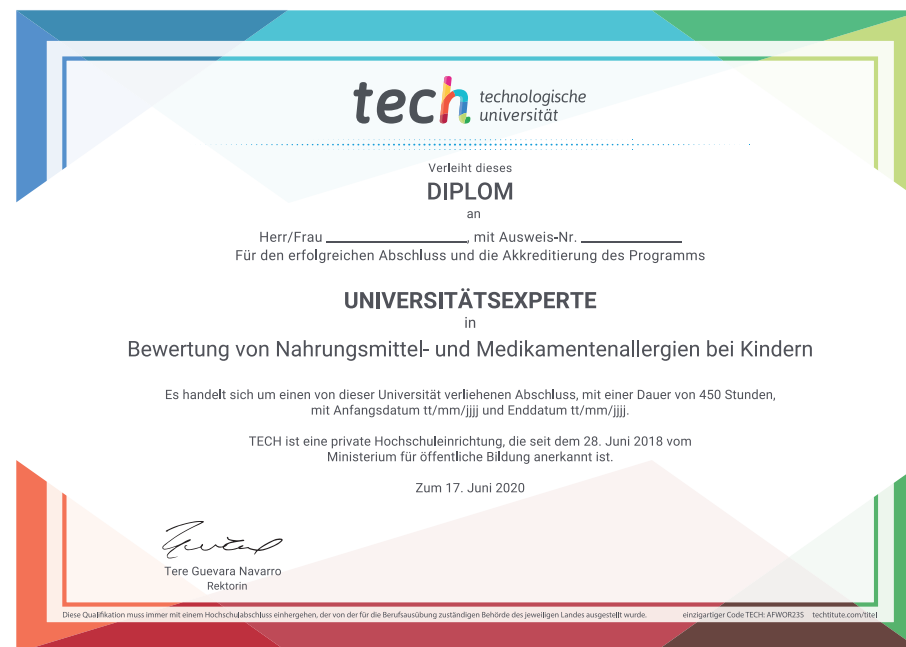 tech technologische
universität
Verleiht dieses
DIPLOM
an
Herr/Frau ____________________, mit Ausweis-Nr. ______________
Für den erfolgreichen Abschluss und die Akkreditierung des Programms
UNIVERSITÄTSEXPERTE
in
Bewertung von Nahrungsmittel- und Medikamentenallergien bei Kindern
Es handelt sich um einen von dieser Universität verliehenen Abschluss, mit einer Dauer von 450 Stunden,
mit Anfangsdatum tt/mm/jjjj und Enddatum tt/mm/jjjj.
TECH ist eine private Hochschuleinrichtung, die seit dem 28. Juni 2018 vom
Ministerium für öffentliche Bildung anerkannt ist.
Zum 17. Juni 2020
Tere Guevara Navarro
Rektorin
Diese Qualifikation muss immer mit einem Hochschulabschluss einhergehen, der von der für die Berufsausübung zuständigen Behörde des jeweiligen Landes ausgestellt wurde. einzigartiger Code TECH: AFWOR23S techtitute.com/titel